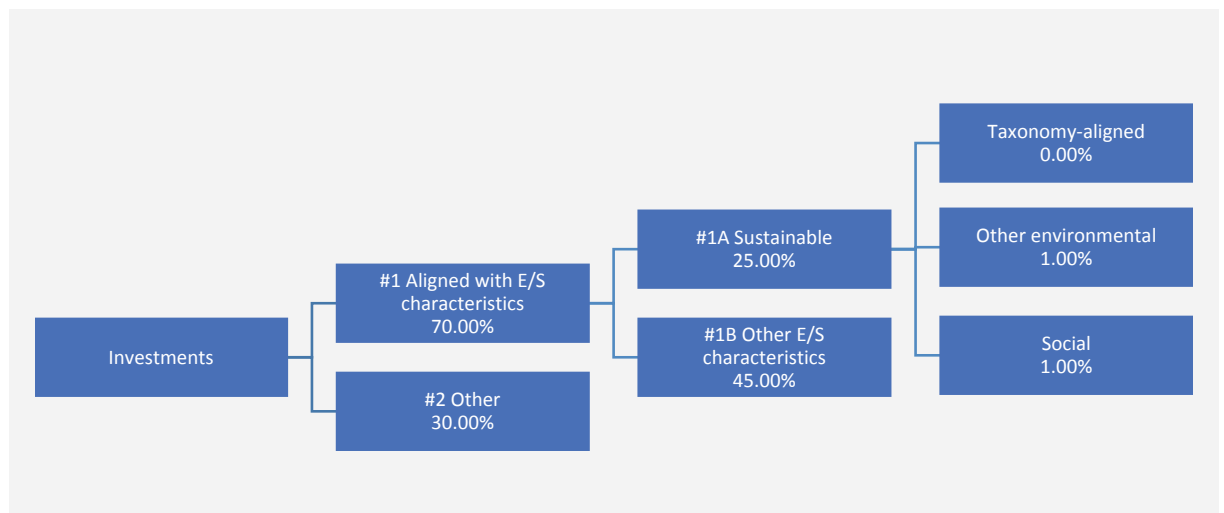 Investments
#1 Aligned with E/S
characteristics
70.00%
#2 Other
30.00%
#1A Sustainable
25.00%
#1B Other E/S
characteristics
45.00%
Taxonomy-aligned
0.00%
Other environmental
1.00%
Social
1.00%